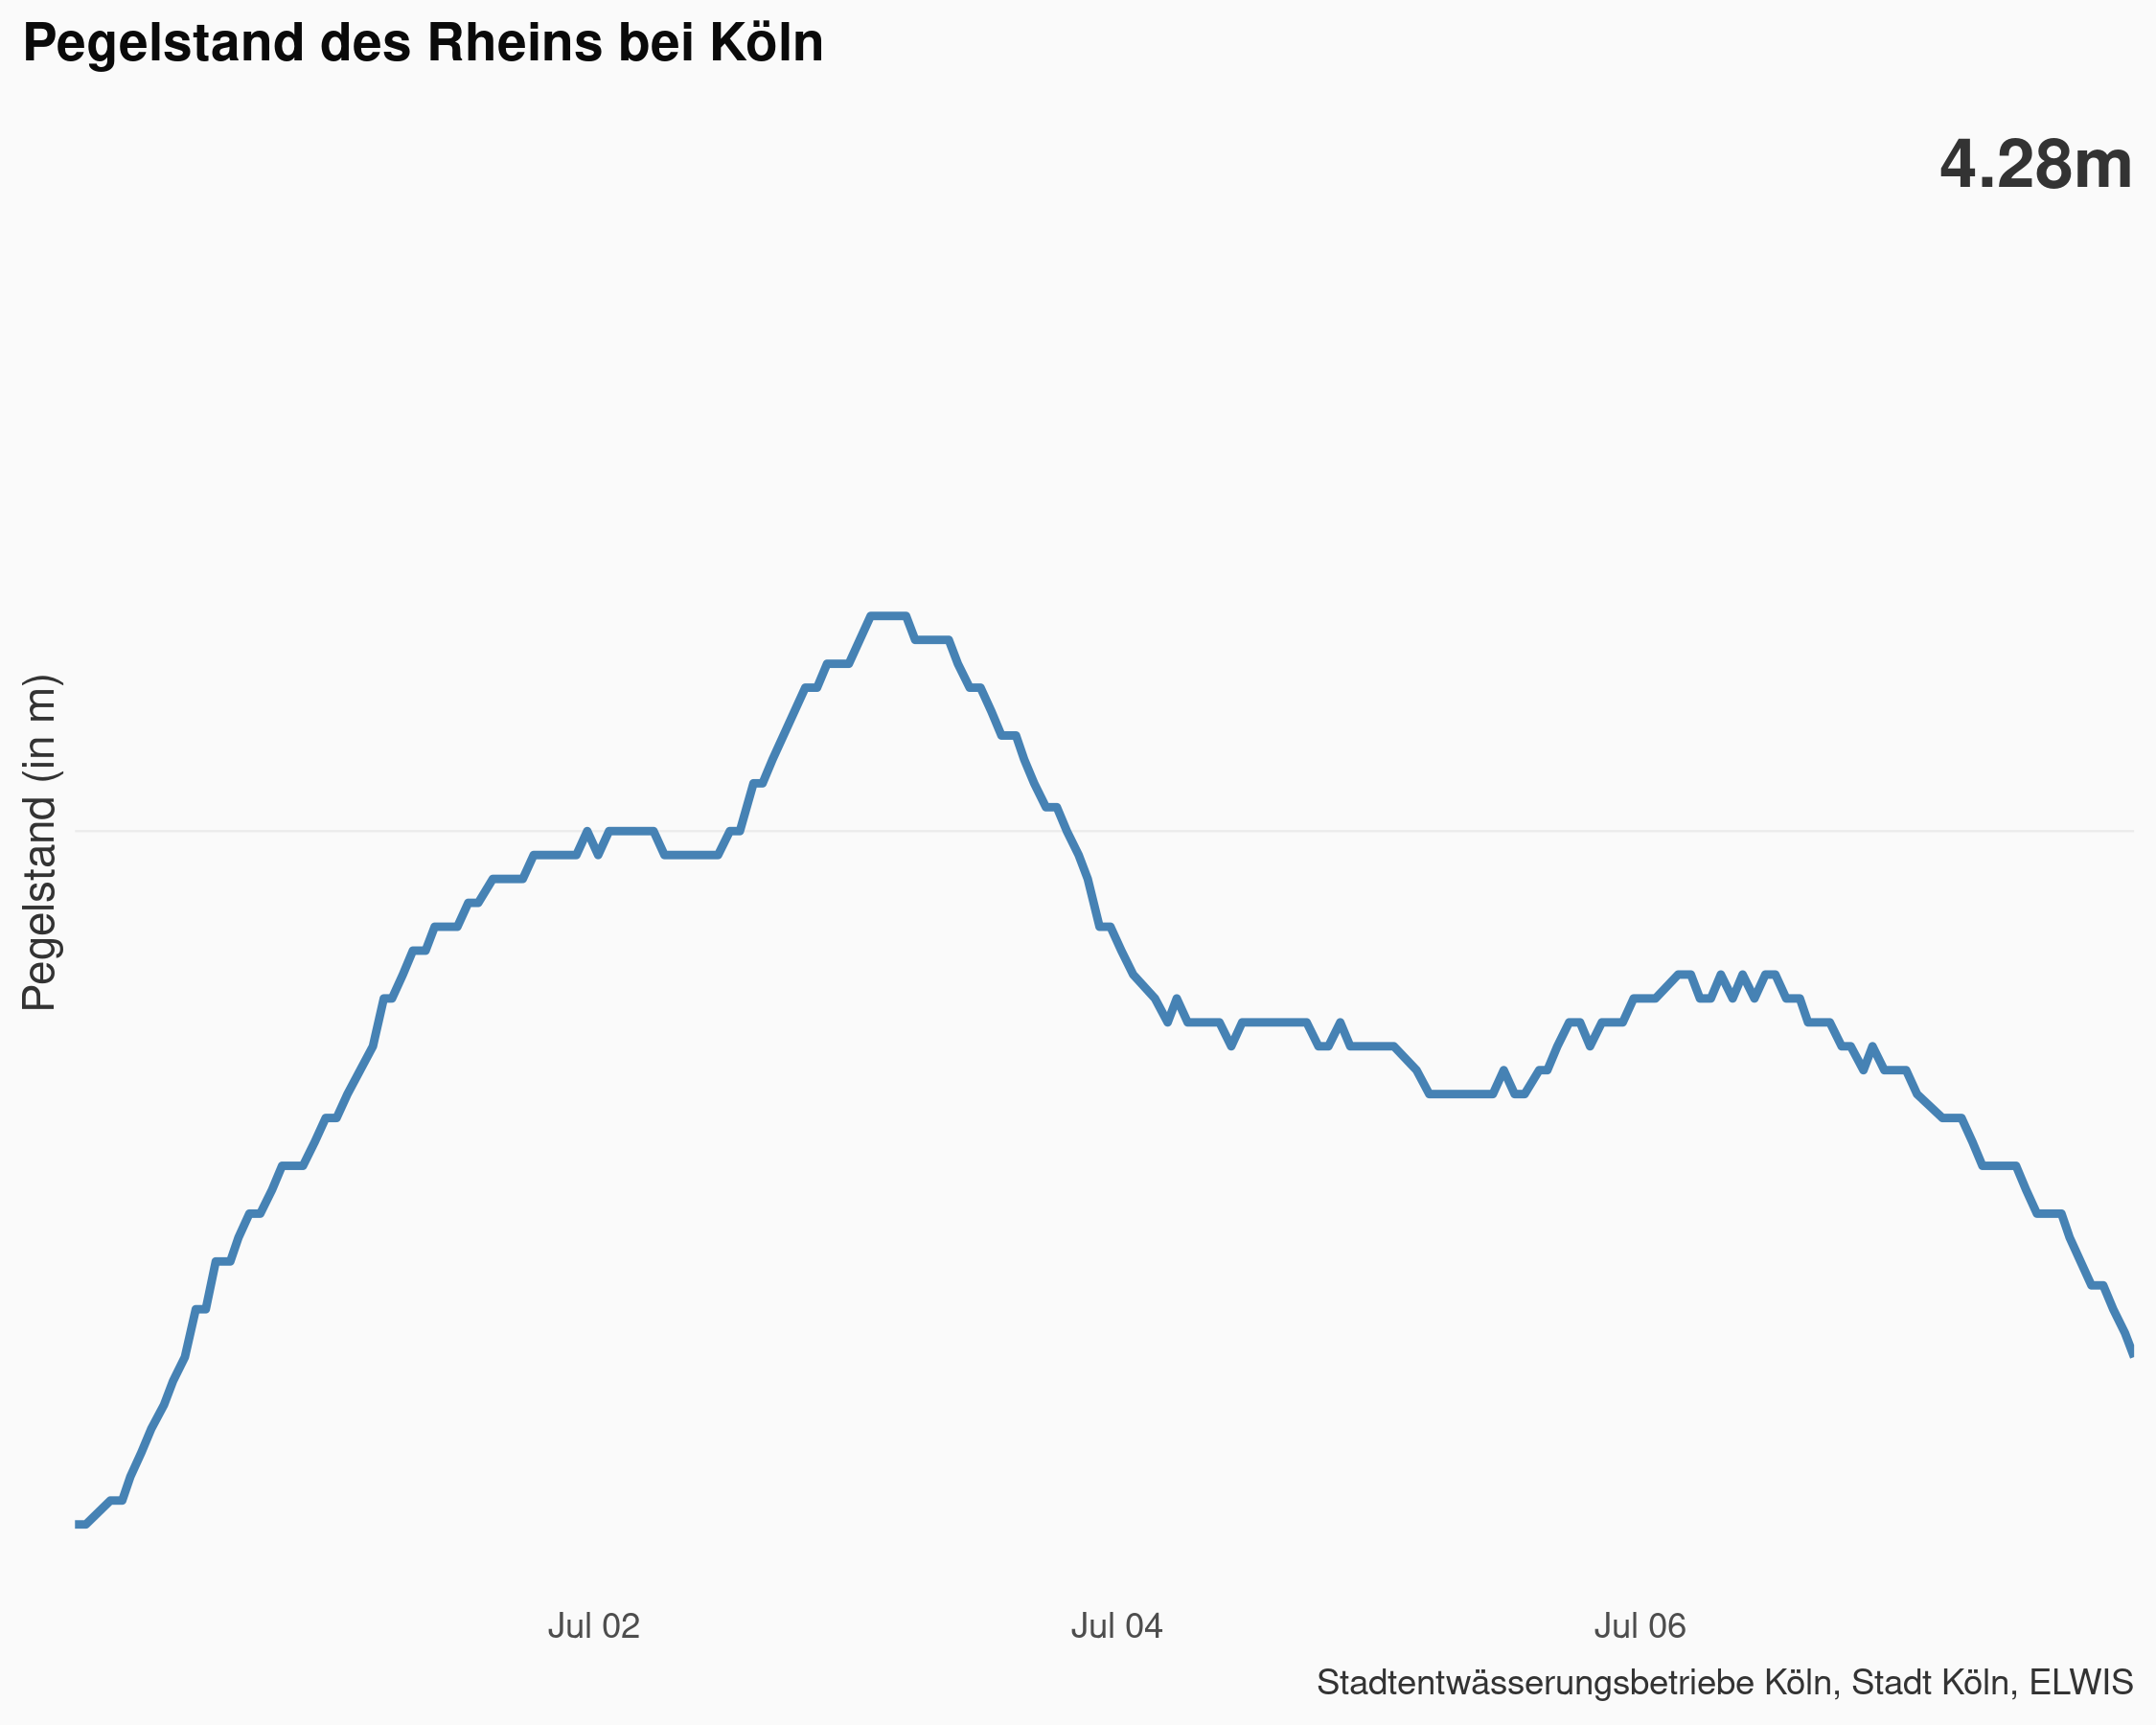 Pegelstand des Rheins bei Köln
4.28m
Pegelstand (in m)
Jul 02
Jul 04
Jul 06
Stadtentwässerungsbetriebe Köln, Stadt Köln, ELWIS